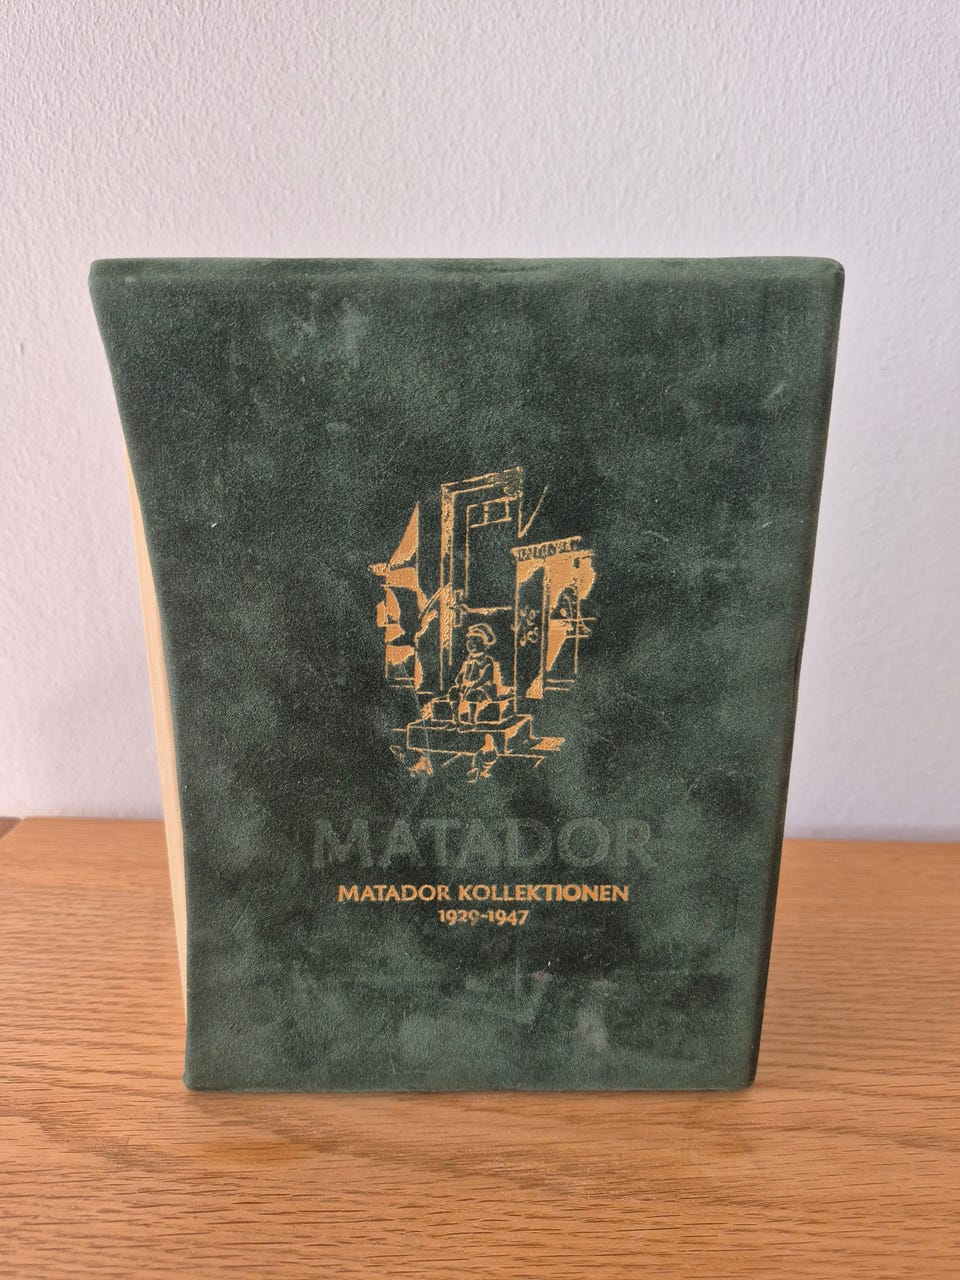 MATADOR
MATADOR KOLLEKTIONEN
1929-1947